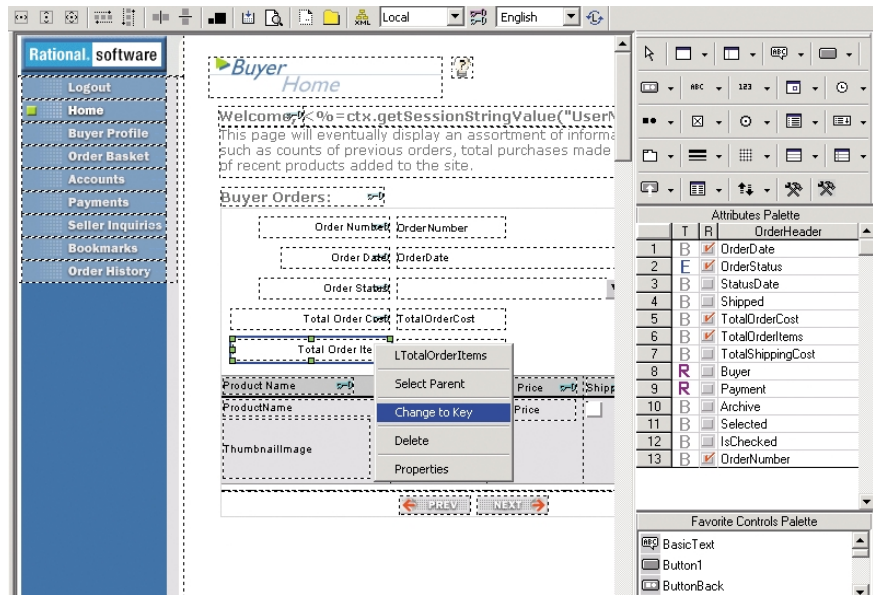 XML Local English
Rational. software
Logout
Home
Buyer Profile
Order Basket
Accounts
Payments
Seller Inquiries
Bookmarks
Order History
Buyer
Home
Welcome <%=ctx.getSessionStringValue("UserN
This page will eventually display an assortment of informa
such as counts of previous orders, total purchases made
of recent products added to the site.
Buyer Orders:
Order Number OrderNumber
Order Date OrderDate
Order Status
Total Order Cost TotalOrderCost
Total Order Ite
LTotalOrderItems
Select Parent
Change to Key
Delete
Properties
Product Name Price Shipp
ProductName Price
ThumbnailImage
PREV NEXT
ABC
ABC 123
Attributes Palette
T R OrderHeader
1 B OrderDate
2 E OrderStatus
3 B StatusDate
4 B Shipped
5 B TotalOrderCost
6 B TotalOrderItems
7 B TotalShippingCost
8 R Buyer
9 R Payment
10 B Archive
11 B Selected
12 B IsChecked
13 B OrderNumber
Favorite Controls Palette
ABC BasicText
Button1
ButtonBack